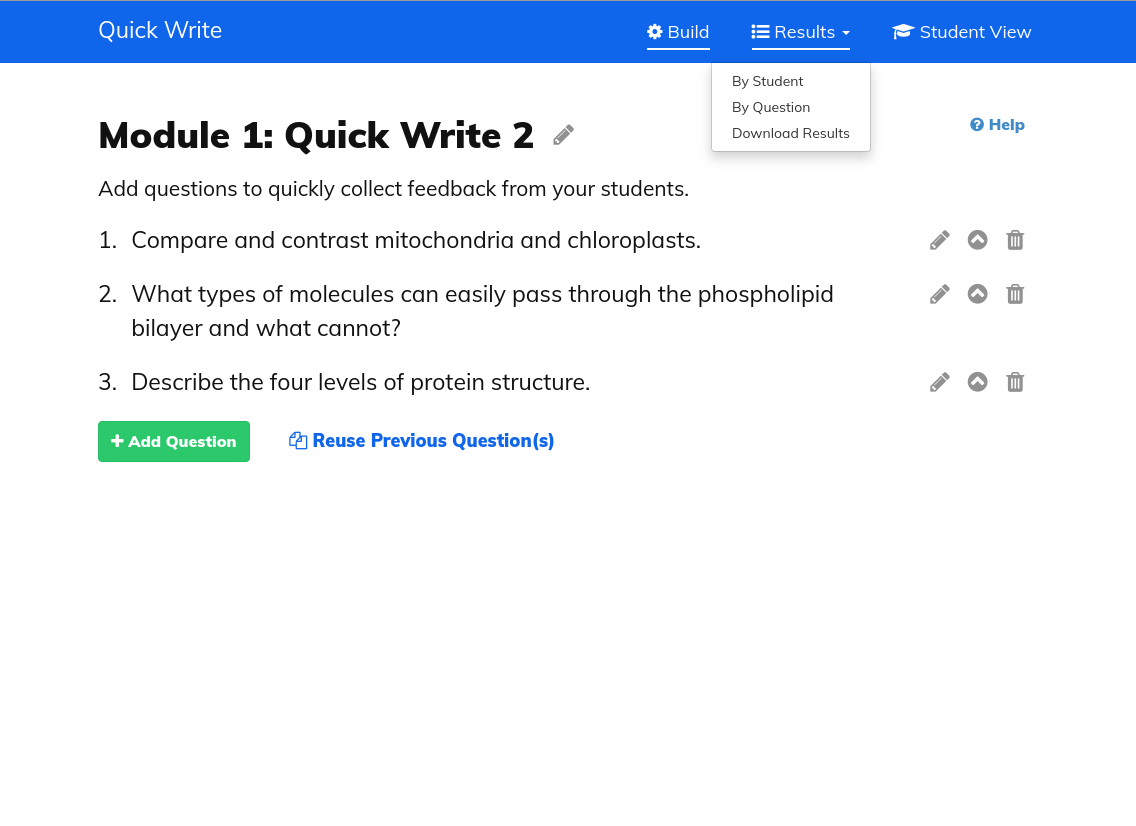 Quick Write
Build
Results
Student View
By Student
By Question
Download Results
Module 1: Quick Write 2
Help
Add questions to quickly collect feedback from your students.
1. Compare and contrast mitochondria and chloroplasts.
2. What types of molecules can easily pass through the phospholipid
bilayer and what cannot?
3. Describe the four levels of protein structure.
Add Question
Reuse Previous Question(s)